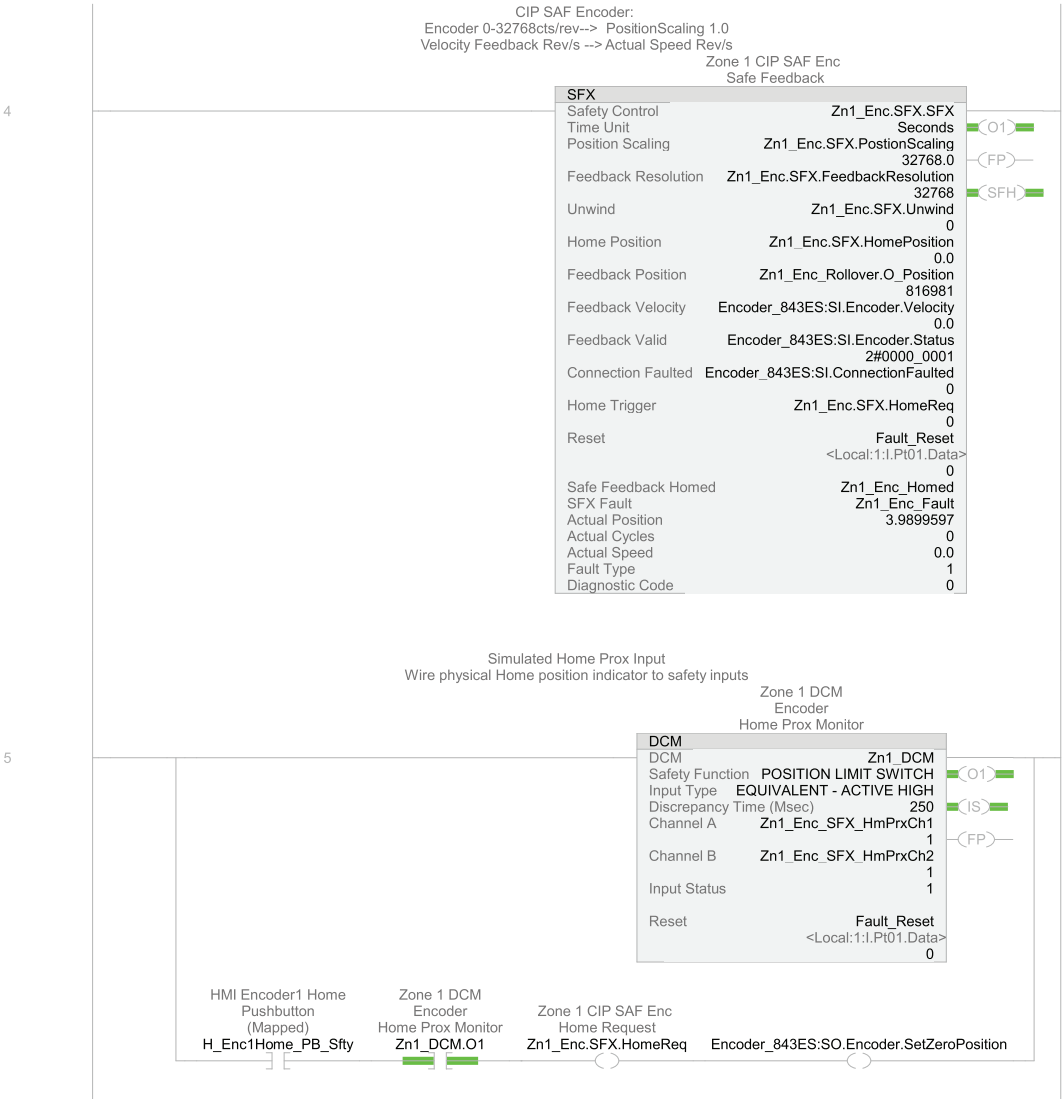 CIP SAF Encoder:
Encoder 0-32768cts/rev--> PositionScaling 1.0
Velocity Feedback Rev/s --> Actual Speed Rev/s
Zone 1 CIP SAF Enc
Safe Feedback
4
SFX
Safety Control Zn1_Enc.SFX.SFX
Time Unit Seconds
O1
Position Scaling Zn1_Enc.SFX.PostionScaling
32768.0
FP
Feedback Resolution Zn1_Enc.SFX.FeedbackResolution
32768
SFH
Unwind Zn1_Enc.SFX.Unwind
0
Home Position Zn1_Enc.SFX.HomePosition
0.0
Feedback Position Zn1_Enc_Rollover.O_Position
816981
Feedback Velocity Encoder_843ES:SI.Encoder.Velocity
0.0
Feedback Valid Encoder_843ES:SI.Encoder.Status
2#0000_0001
Connection Faulted Encoder_843ES:SI.ConnectionFaulted
0
Home Trigger Zn1_Enc.SFX.HomeReq
0
Reset Fault_Reset
<Local:1:I.Pt01.Data>
0
Safe Feedback Homed Zn1_Enc_Homed
SFX Fault Zn1_Enc_Fault
Actual Position 3.9899597
Actual Cycles 0
Actual Speed 0.0
Fault Type 1
Diagnostic Code 0
Simulated Home Prox Input
Wire physical Home position indicator to safety inputs
Zone 1 DCM
Encoder
Home Prox Monitor
5
DCM
DCM Zn1_DCM
Safety Function POSITION LIMIT SWITCH
O1
Input Type EQUIVALENT - ACTIVE HIGH
Discrepancy Time (Msec) 250
IS
Channel A Zn1_Enc_SFX_HmPrxCh1
1
FP
Channel B Zn1_Enc_SFX_HmPrxCh2
1
Input Status 1
Reset Fault_Reset
<Local:1:I.Pt01.Data>
0
HMI Encoder1 Home
Pushbutton
(Mapped)
H_Enc1Home_PB_Sfty
Zone 1 DCM
Encoder
Home Prox Monitor
Zn1_DCM.O1
Zone 1 CIP SAF Enc
Home Request
Zn1_Enc.SFX.HomeReq
Encoder_843ES:SO.Encoder.SetZeroPosition